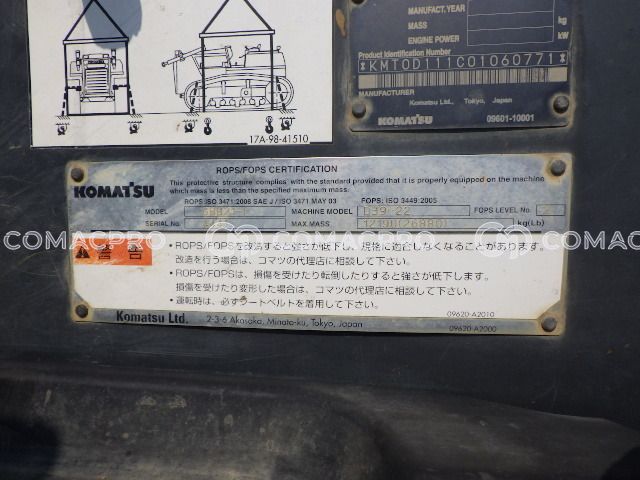 17A-98-41510
MANUFACT. YEAR
MASS kg
ENGINE POWER kW
Product Identification Number
*KMT0D111C01060771*
MANUFACTURER
Komatsu Ltd. Tokyo, Japan
KOMATSU 09601-10001
ROPS/FOPS CERTIFICATION
KOMATSU
This protective structure complies with the standard provided that it is properly equipped on the machine
which mass is less than the specified maximum mass.
ROPS:ISO 3471:2008 SAE J / ISO 3471 MAY 03 FOPS: ISO 3449:2005
MODEL MACHINE MODEL D39-22 FOPS LEVEL
SERIAL No. MAX.MASS kg(Lb)
警告
• ROPS/FOPSを改造すると強さが低下し、規格に適合しなくなることがあります。
改造を行う場合は、コマツの代理店に相談して下さい。
• ROPS/FOPSは、損傷を受けたり転倒したりすると強さが低下します。
損傷を受けたり変形した場合は、コマツの代理店に相談して下さい。
• 運転時は、必ずシートベルトを着用して下さい。
09620-A2010
Komatsu Ltd. 2-3-6 Akasaka, Minato-ku, Tokyo, Japan 09620-A2000
COMACPRO CP COMACPRO CP COMACPRO